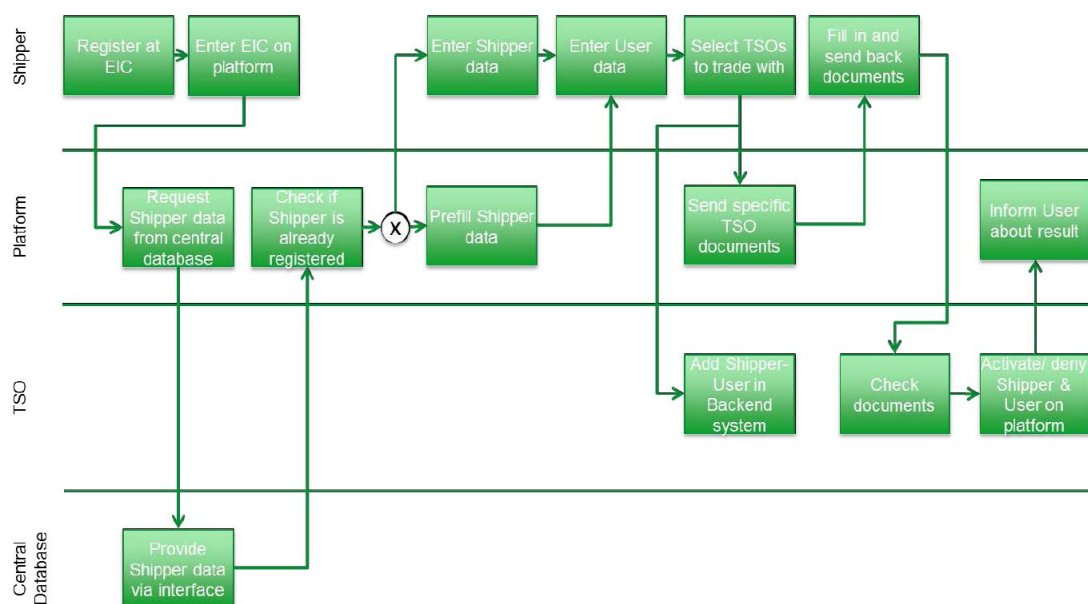 Shipper
Register at
EIC
Enter EIC on
platform
Enter Shipper
data
Enter User
data
Select TSOs
to trade with
Fill in and
send back
documents
Platform
Request
Shipper data
from central
database
Check if
Shipper is
already
registered
X
Prefill Shipper
data
Send specific
TSO
documents
Inform User
about result
TSO
Add Shipper-
User in
Backend
system
Check
documents
Activate/ deny
Shipper &
User on
platform
Central
Database
Provide
Shipper data
via interface